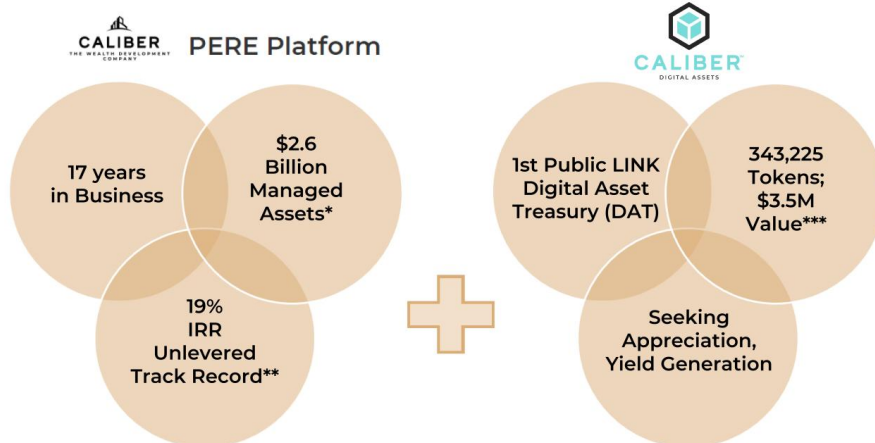 CALIBER
THE WEALTH DEVELOPMENT
COMPANY
PERE Platform
CALIBER™
DIGITAL ASSETS
17 years
in Business
$2.6
Billion
Managed
Assets*
19%
IRR
Unlevered
Track Record**
1st Public LINK
Digital Asset
Treasury (DAT)
343,225
Tokens;
$3.5M
Value***
Seeking
Appreciation,
Yield Generation